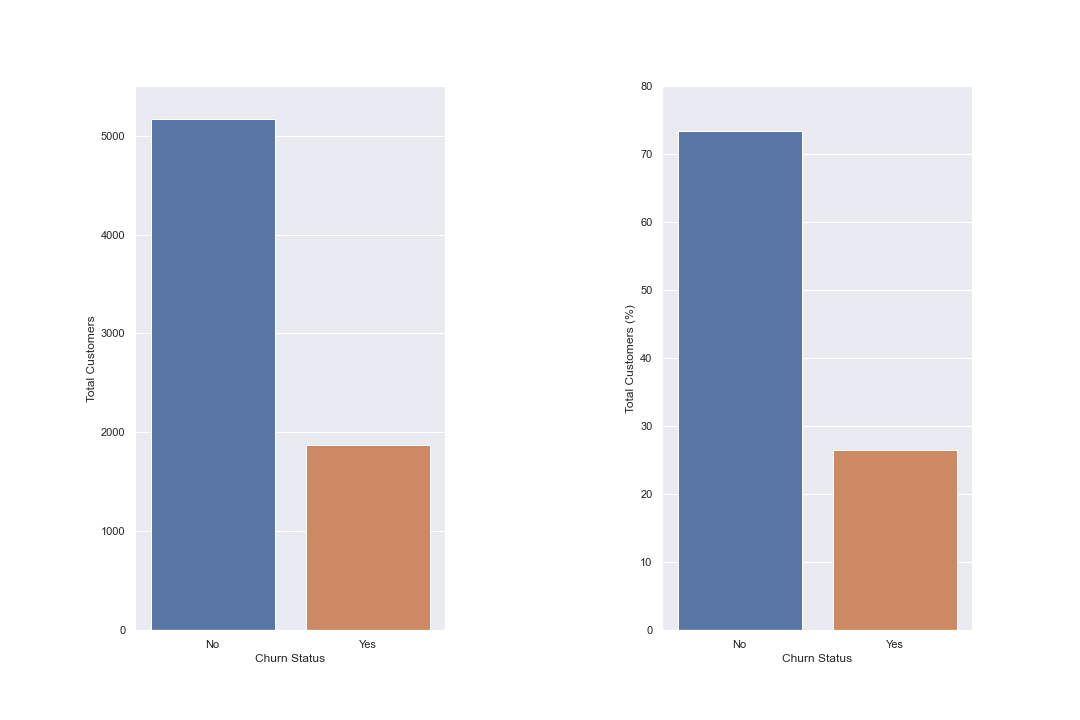 5000
4000
3000
2000
1000
0
Total Customers
No Yes
Churn Status
80
70
60
50
40
30
20
10
0
Total Customers (%)
No Yes
Churn Status